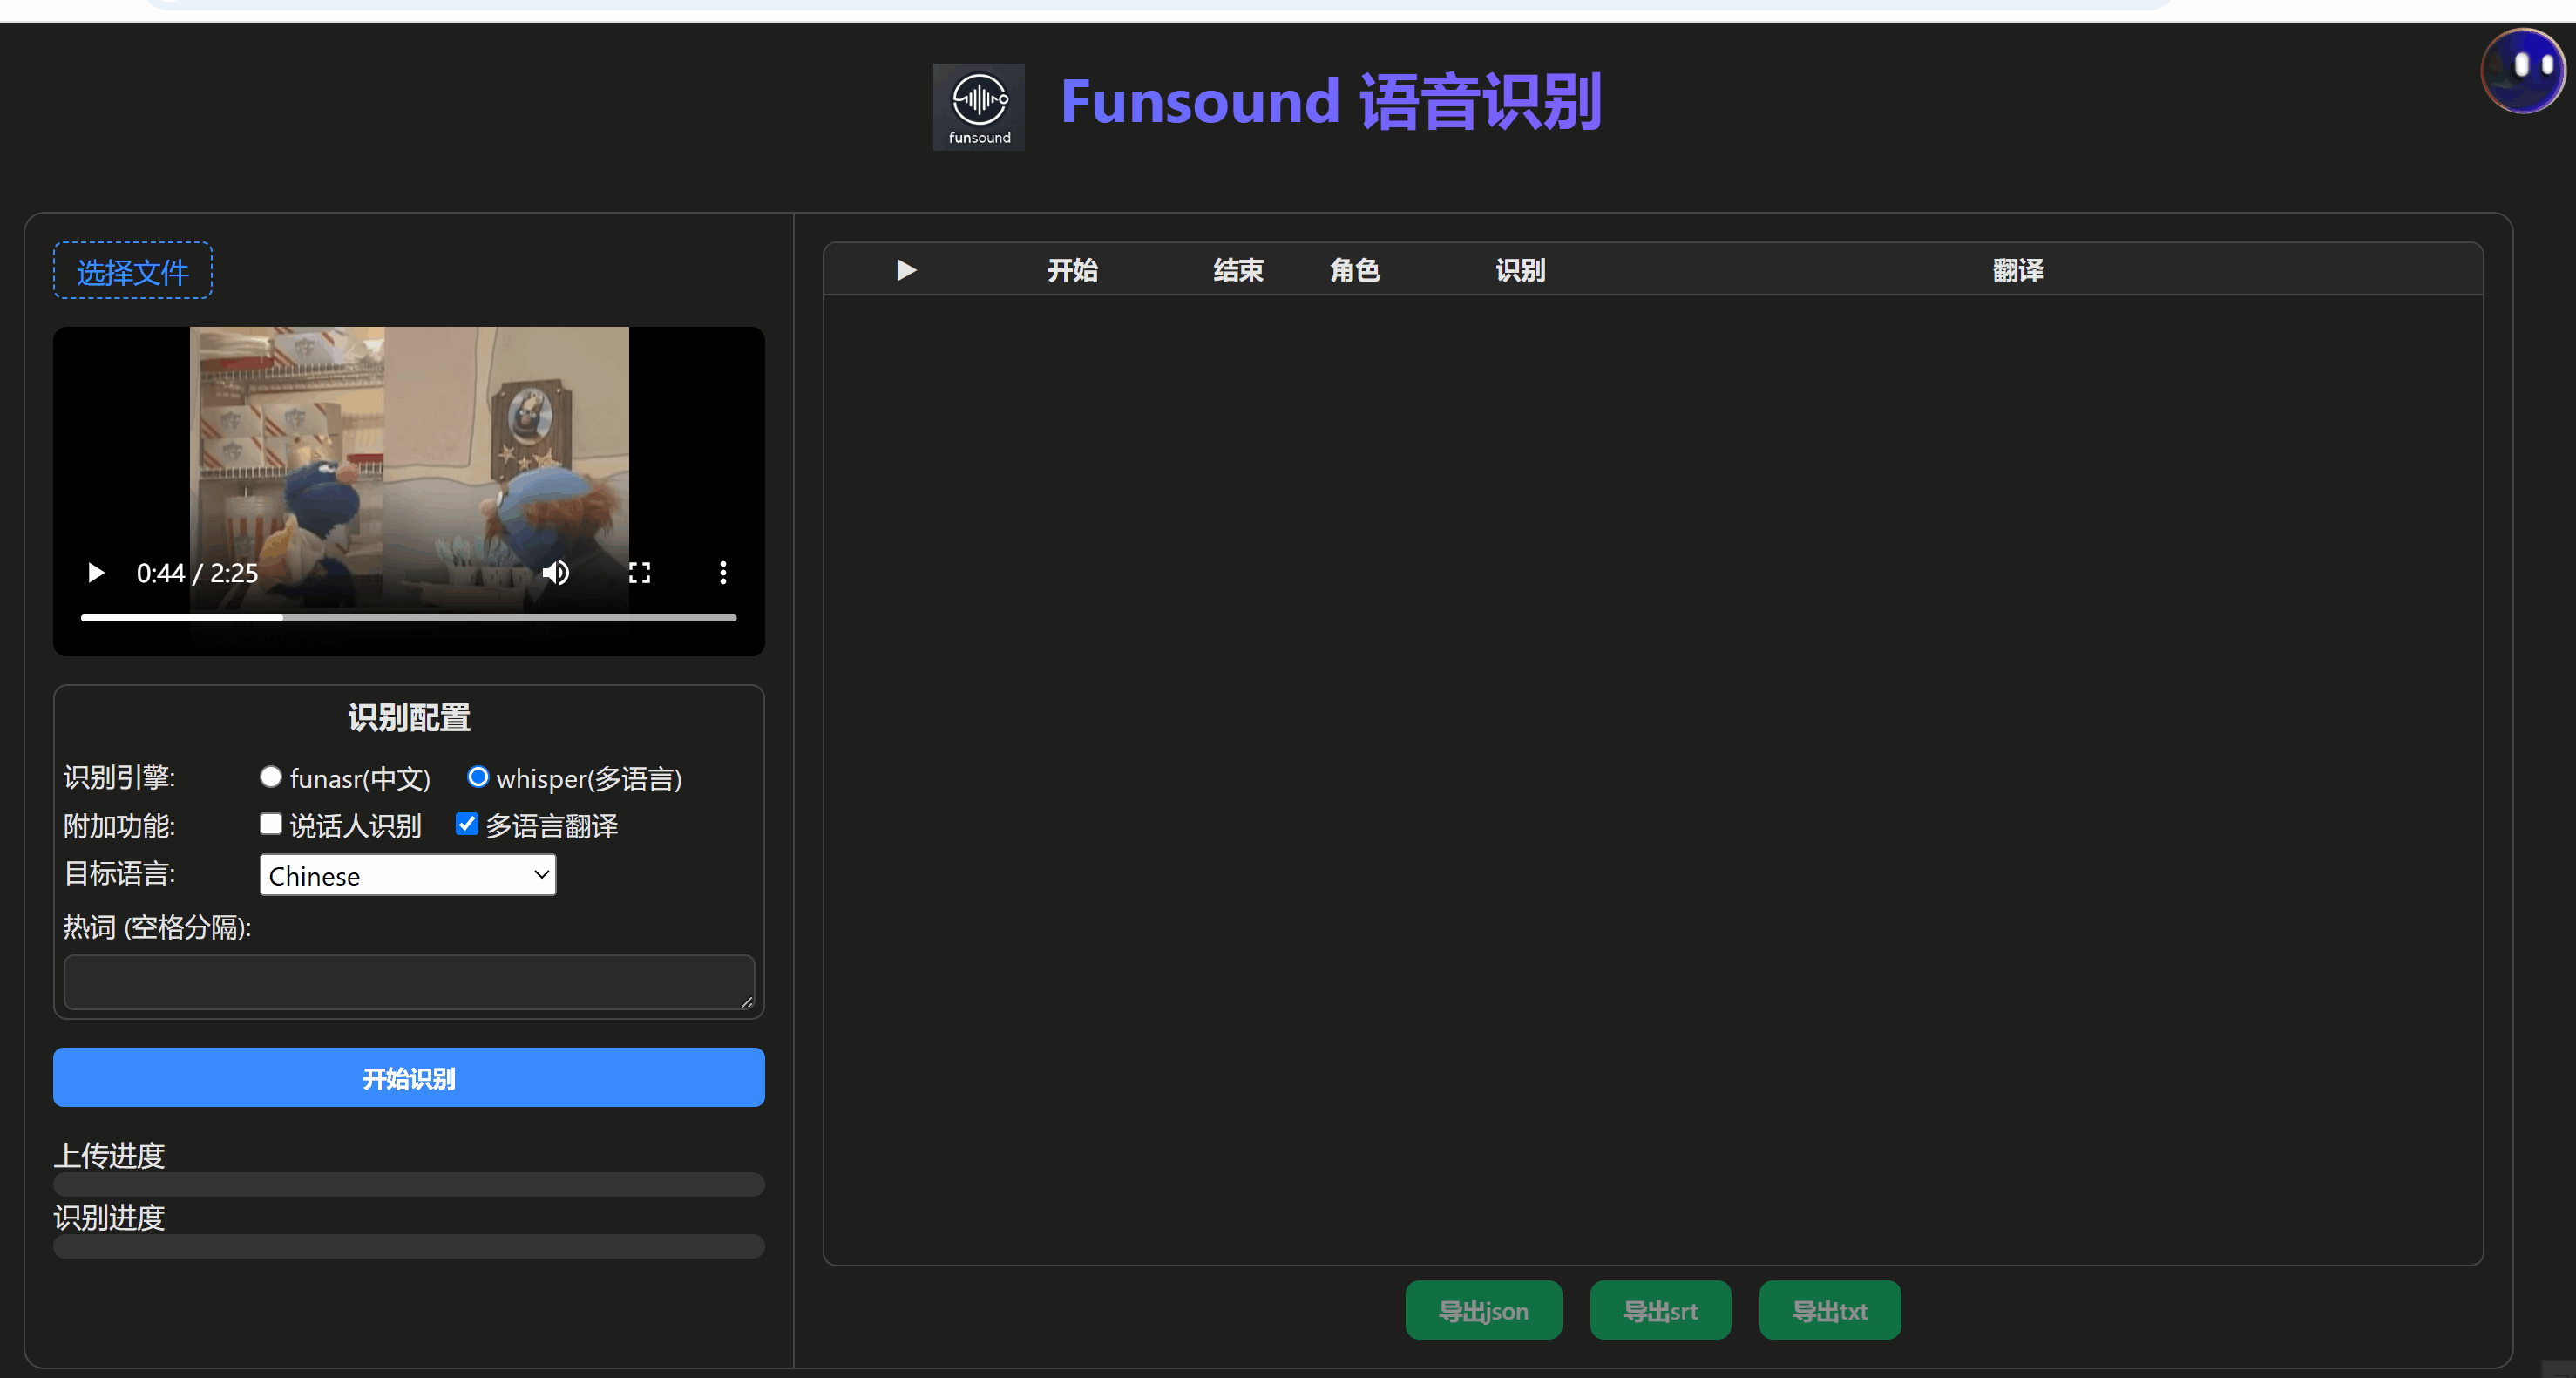 funsound
Funsound 语音识别
选择文件
0:44 / 2:25
识别配置
识别引擎:
funasr(中文)
whisper(多语言)
附加功能:
说话人识别
多语言翻译
目标语言:
Chinese
热词 (空格分隔):
开始识别
上传进度
识别进度
开始 结束 角色 识别 翻译
导出json 导出srt 导出txt